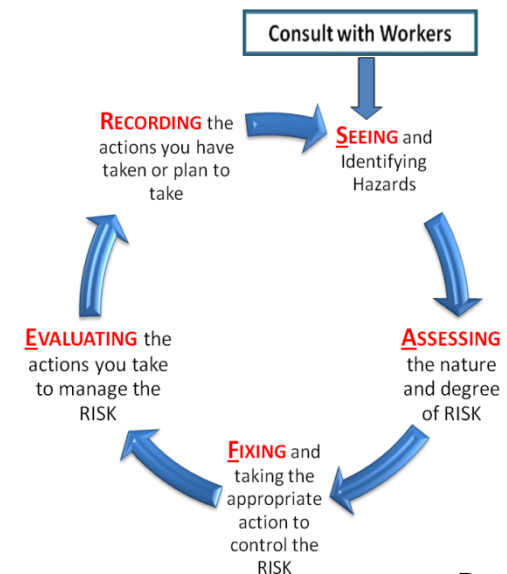 Consult with Workers
SEEING and
Identifying
Hazards
ASSESSING
the nature
and degree
of RISK
FIXING and
taking the
appropriate
action to
control the
RISK
EVALUATING the
actions you take
to manage the
RISK
RECORDING the
actions you have
taken or plan to
take